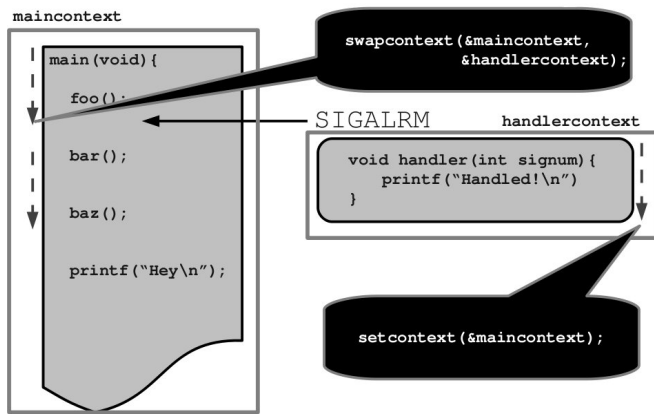 maincontext
main(void){
foo();
bar();
baz();
printf(“Hey\n”);
swapcontext(&maincontext,
&handlercontext);
SIGALRM
handlercontext
void handler(int signum){
printf(“Handled!\n”)
}
setcontext(&maincontext);